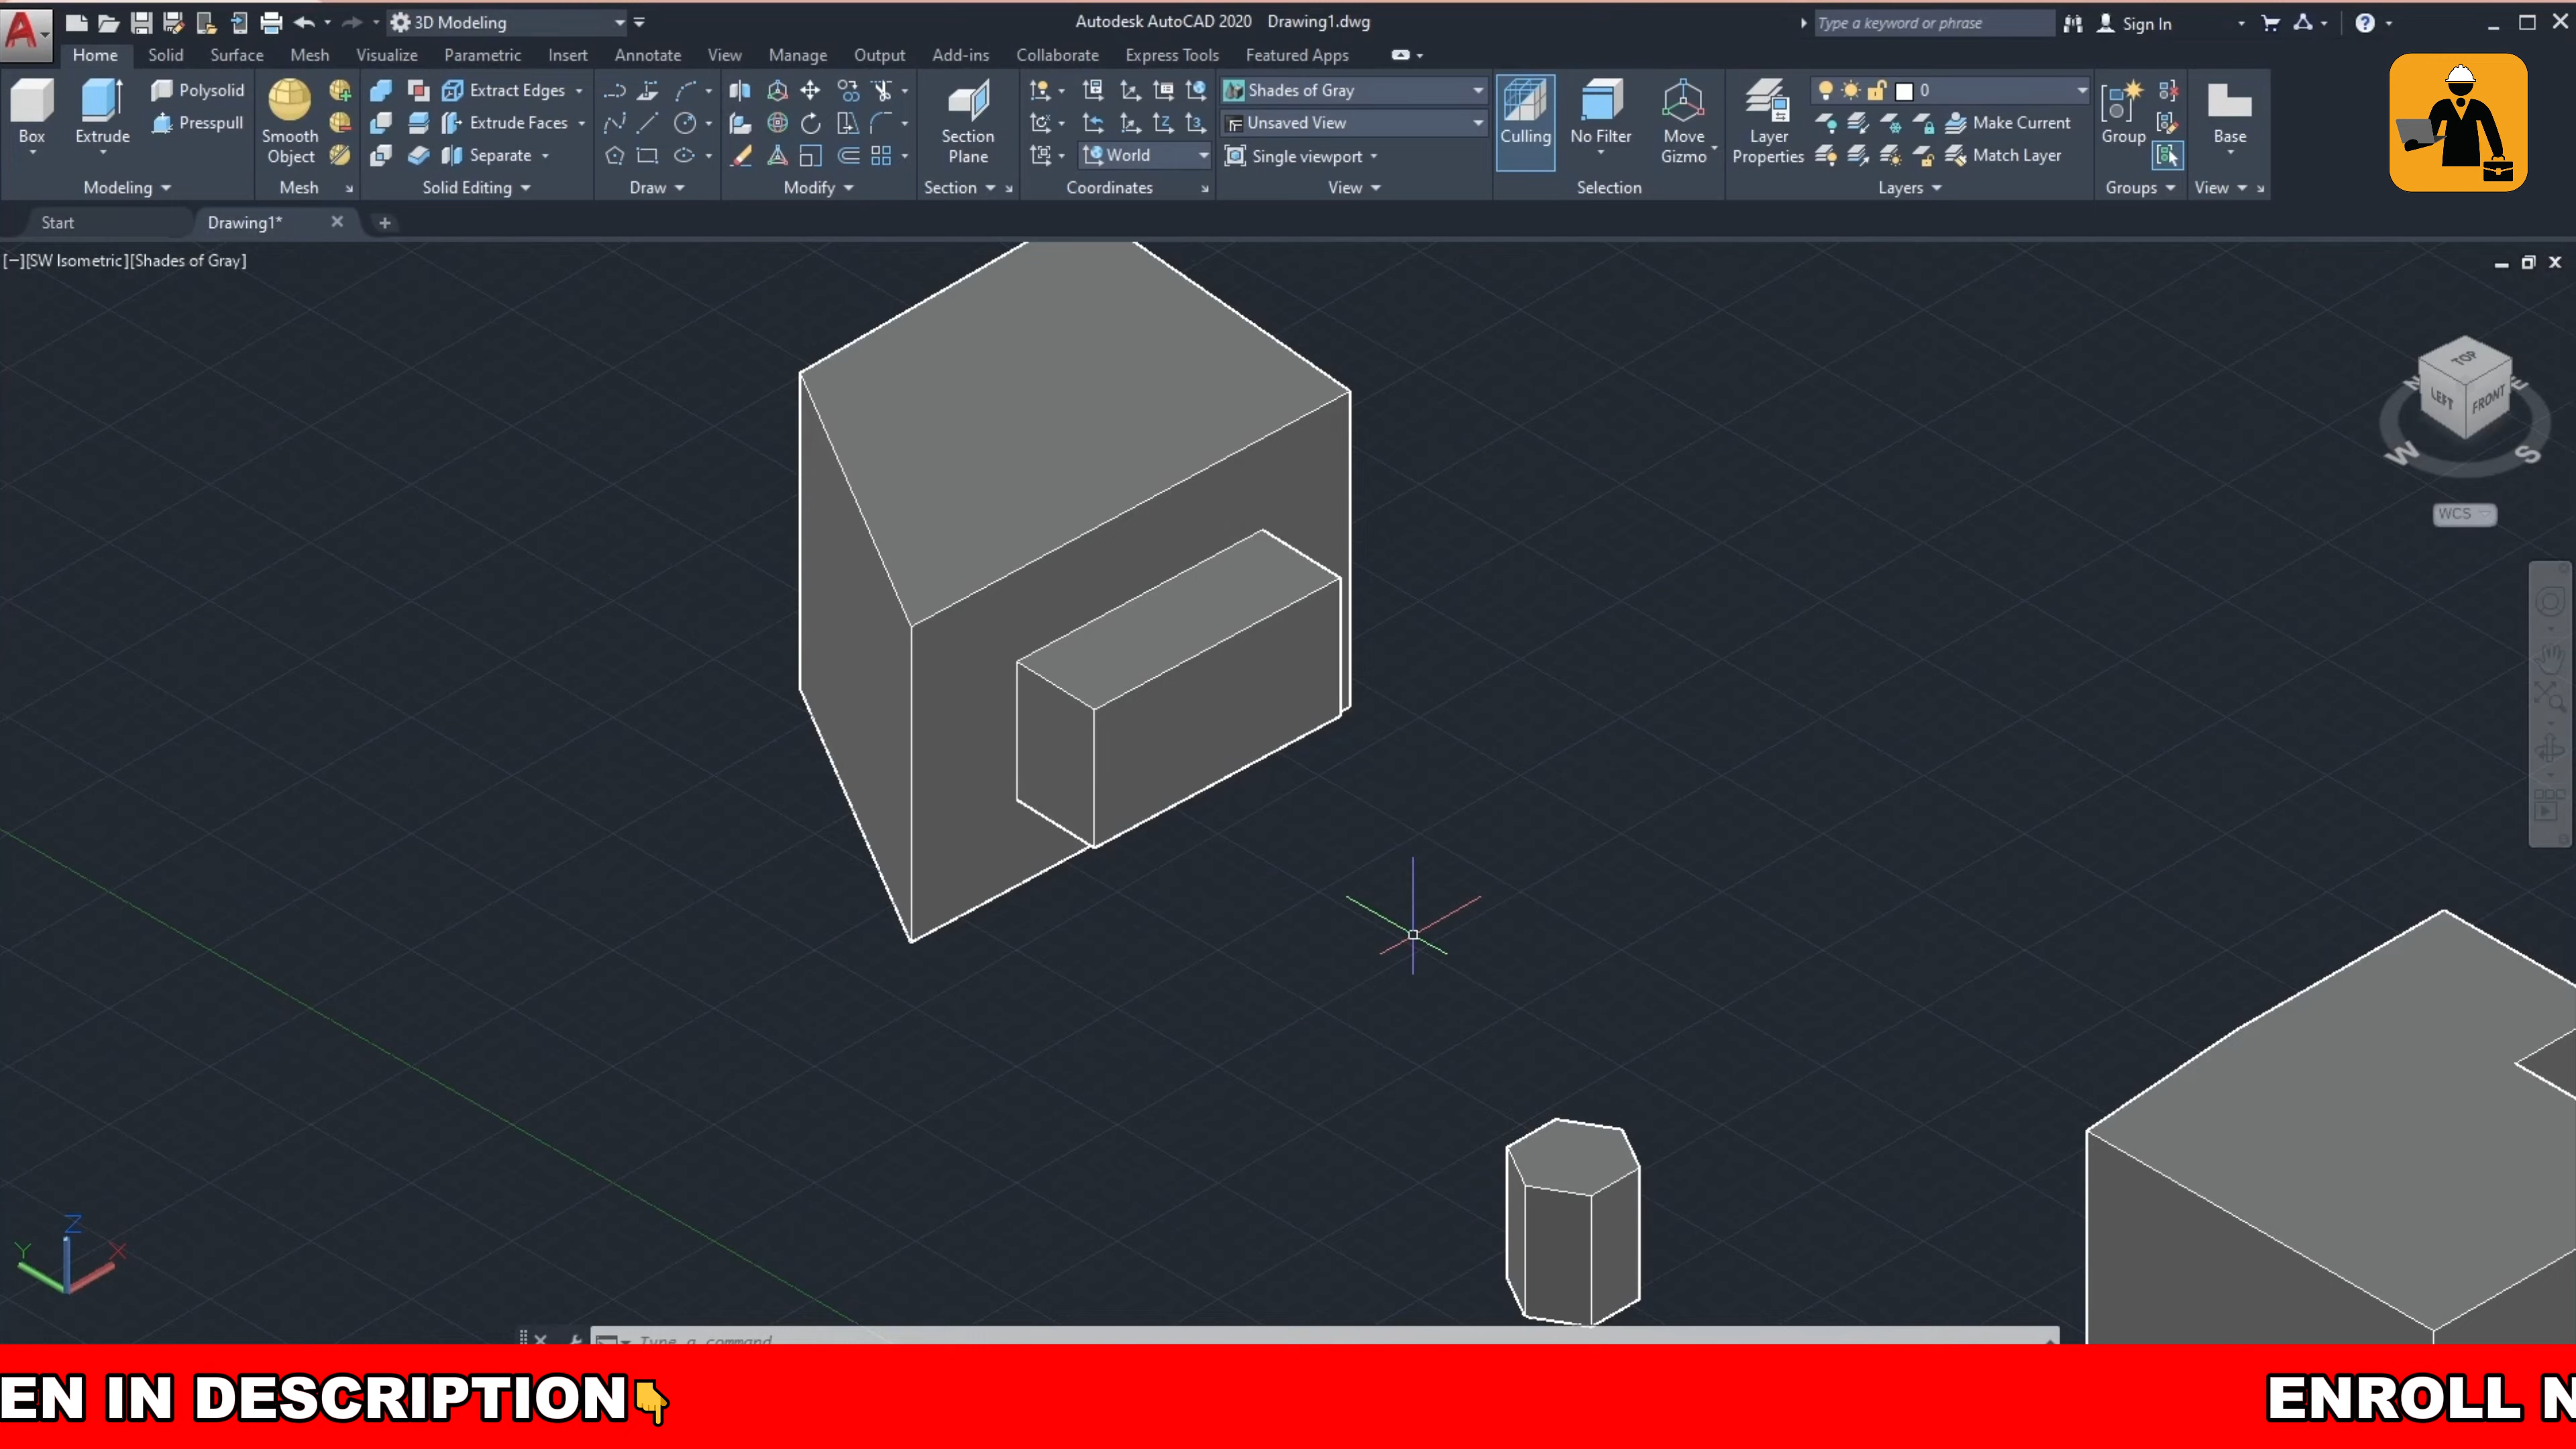 3D Modeling
Autodesk AutoCAD 2020 Drawing1.dwg
Type a keyword or phrase
Sign In
Home Solid Surface Mesh Visualize Parametric Insert Annotate View Manage Output Add-ins Collaborate Express Tools Featured Apps
Box
Extrude
Polysolid
Presspull
Smooth Object
Extract Edges
Extrude Faces
Separate
Section Plane
World
Shades of Gray
Unsaved View
Single viewport
Culling
No Filter
Move Gizmo
Layer Properties
0
Make Current
Match Layer
Group
Base
Modeling Mesh Solid Editing Draw Modify Section Coordinates View Selection Layers Groups View
Start Drawing1*
[−][SW Isometric][Shades of Gray]
TOP
LEFT FRONT
N E
W S
WCS
Z
Y X
Type a command
EN IN DESCRIPTION👇 ENROLL N